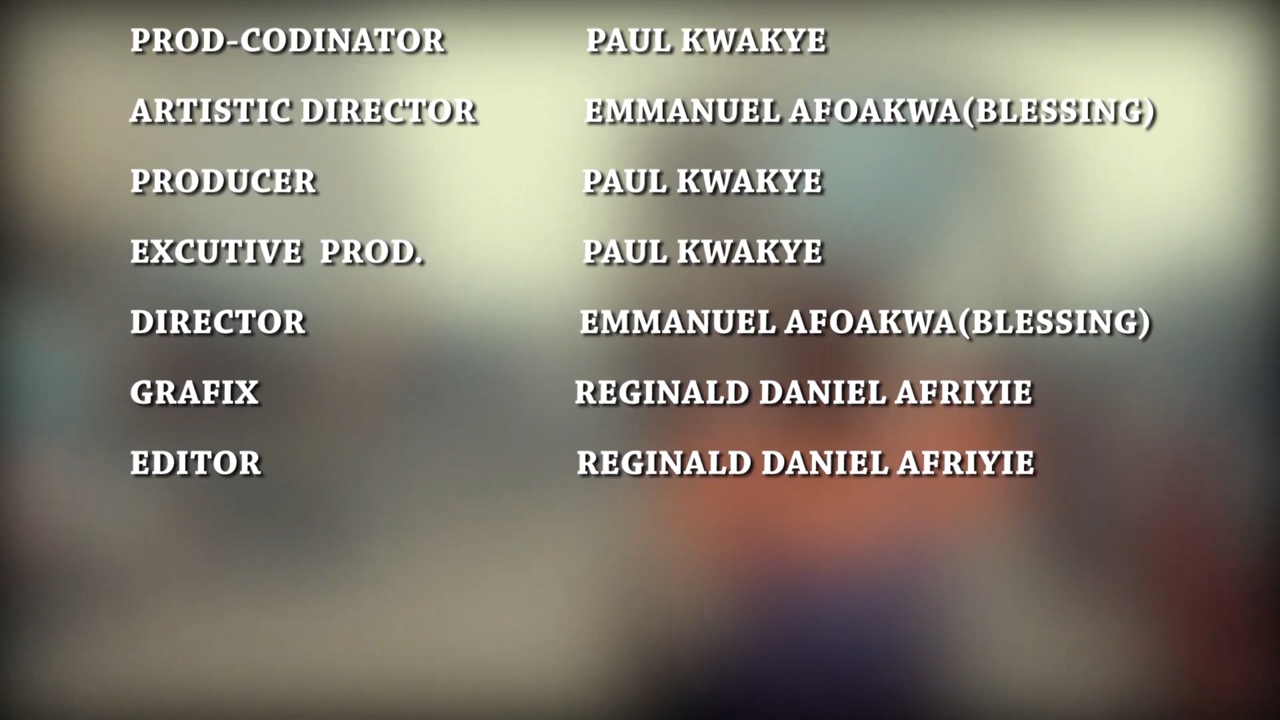 PROD-CODINATOR PAUL KWAKYE
ARTISTIC DIRECTOR EMMANUEL AFOAKWA(BLESSING)
PRODUCER PAUL KWAKYE
EXCUTIVE PROD. PAUL KWAKYE
DIRECTOR EMMANUEL AFOAKWA(BLESSING)
GRAFIX REGINALD DANIEL AFRIYIE
EDITOR REGINALD DANIEL AFRIYIE